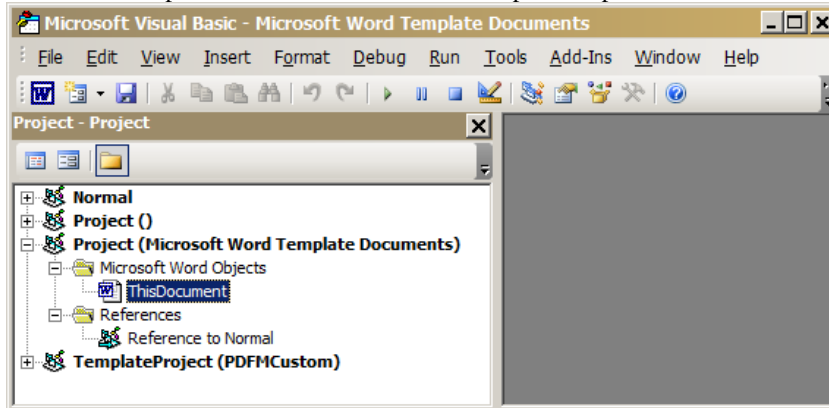 Microsoft Visual Basic - Microsoft Word Template Documents
File Edit View Insert Format Debug Run Tools Add-Ins Window Help
Project - Project
Normal
Project ()
Project (Microsoft Word Template Documents)
Microsoft Word Objects
ThisDocument
References
Reference to Normal
TemplateProject (PDFMCustom)